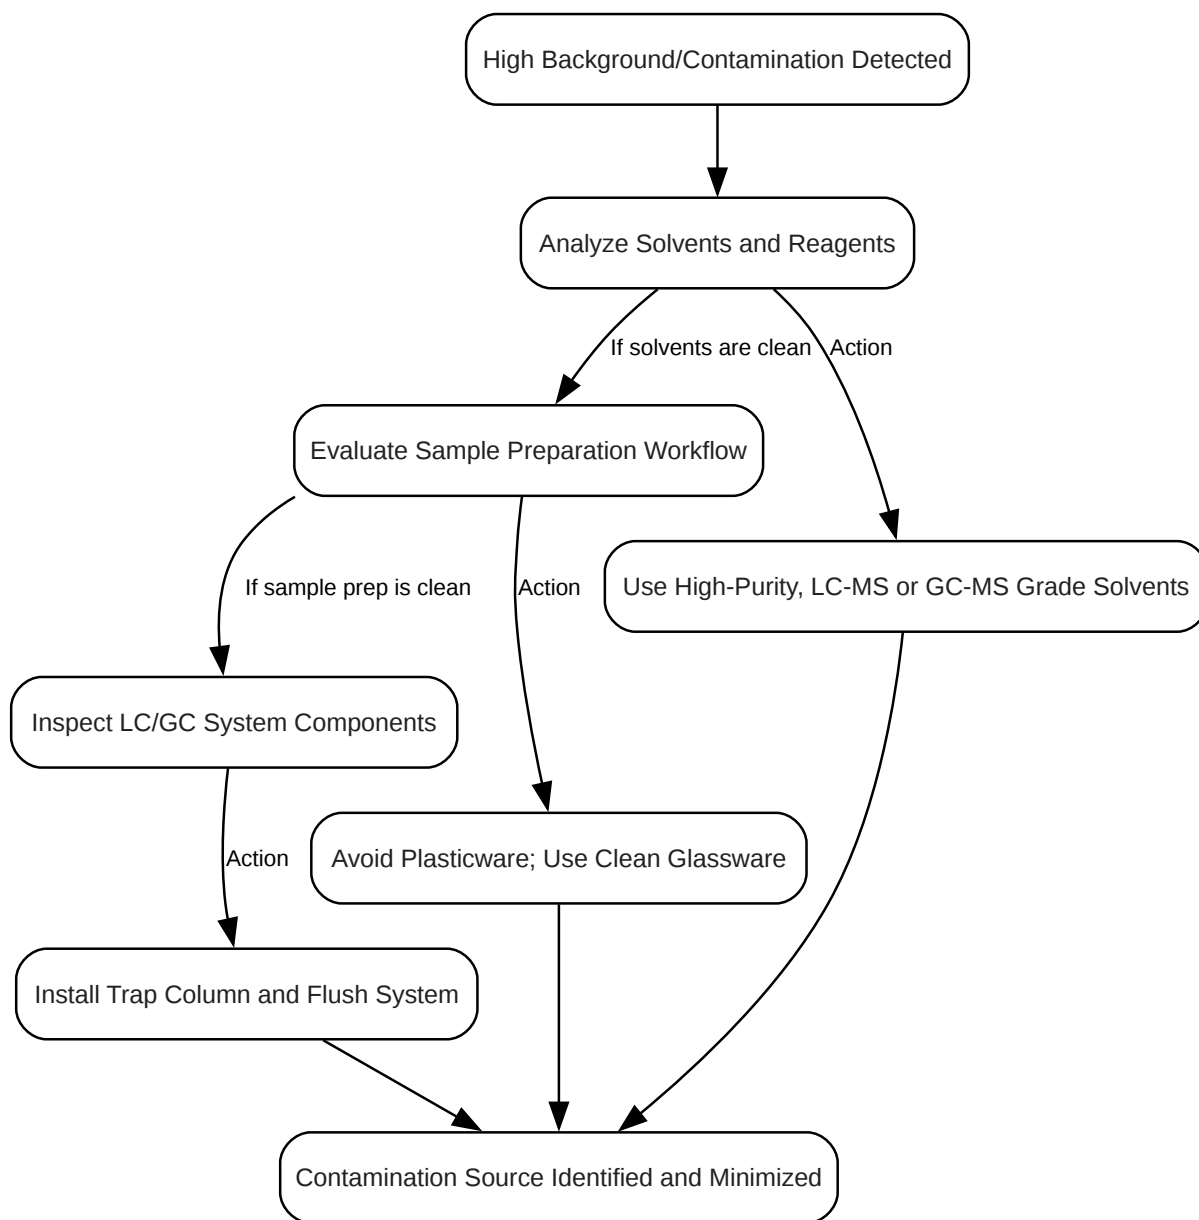 High Background/Contamination Detected
Analyze Solvents and Reagents
If solvents are clean
Action
Evaluate Sample Preparation Workflow
If sample prep is clean
Action
Use High-Purity, LC-MS or GC-MS Grade Solvents
Inspect LC/GC System Components
Action
Avoid Plasticware; Use Clean Glassware
Install Trap Column and Flush System
Contamination Source Identified and Minimized